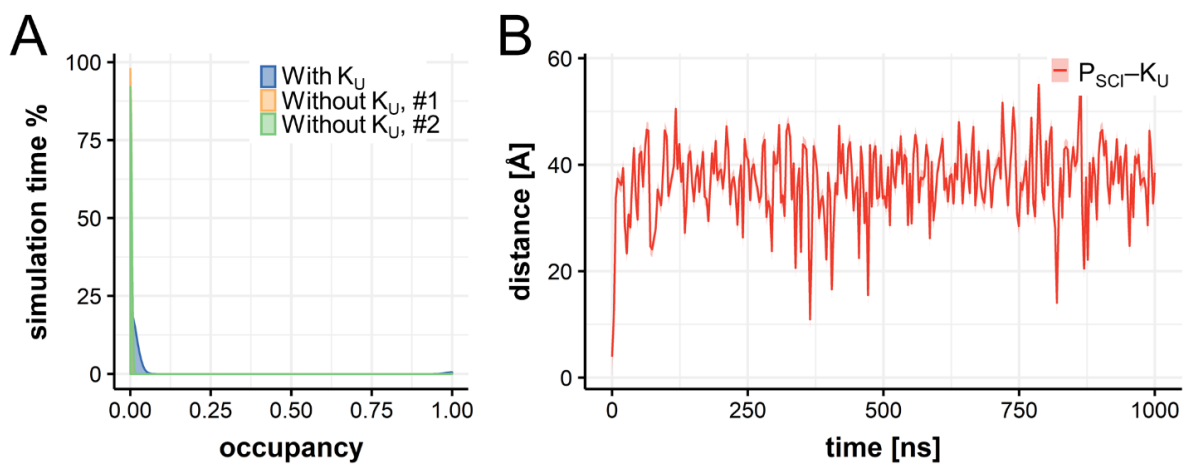 A
simulation time %
100
75
50
25
0
With KU
Without KU, #1
Without KU, #2
0.00 0.25 0.50 0.75 1.00
occupancy
B
distance [Å]
60
40
20
0
PSCI–KU
0 250 500 750 1000
time [ns]